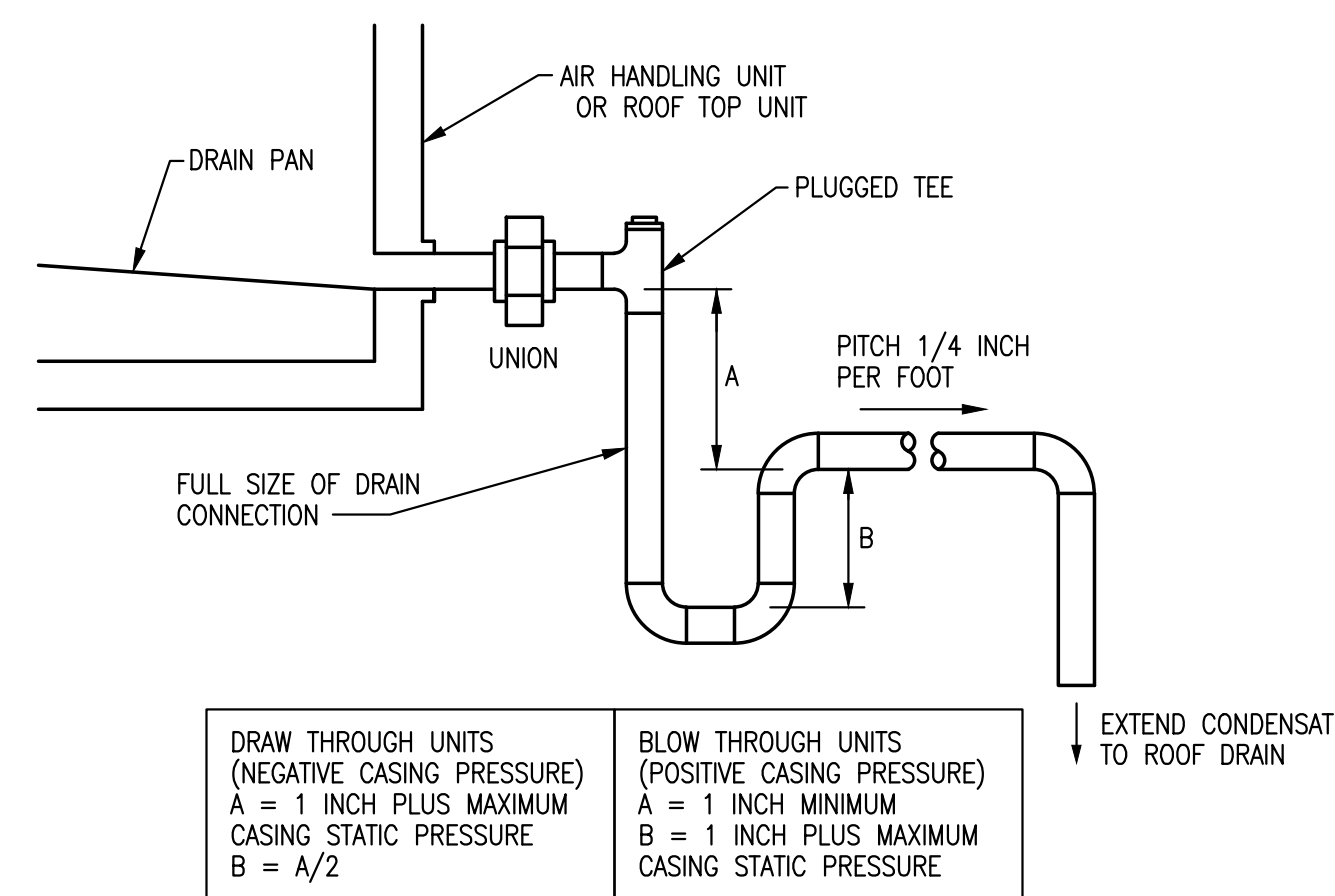 AIR HANDLING UNIT
OR ROOF TOP UNIT
DRAIN PAN
PLUGGED TEE
UNION
A
PITCH 1/4 INCH
PER FOOT
FULL SIZE OF DRAIN
CONNECTION
B
EXTEND CONDENSAT
TO ROOF DRAIN
DRAW THROUGH UNITS
(NEGATIVE CASING PRESSURE)
A = 1 INCH PLUS MAXIMUM
CASING STATIC PRESSURE
B = A/2
BLOW THROUGH UNITS
(POSITIVE CASING PRESSURE)
A = 1 INCH MINIMUM
B = 1 INCH PLUS MAXIMUM
CASING STATIC PRESSURE